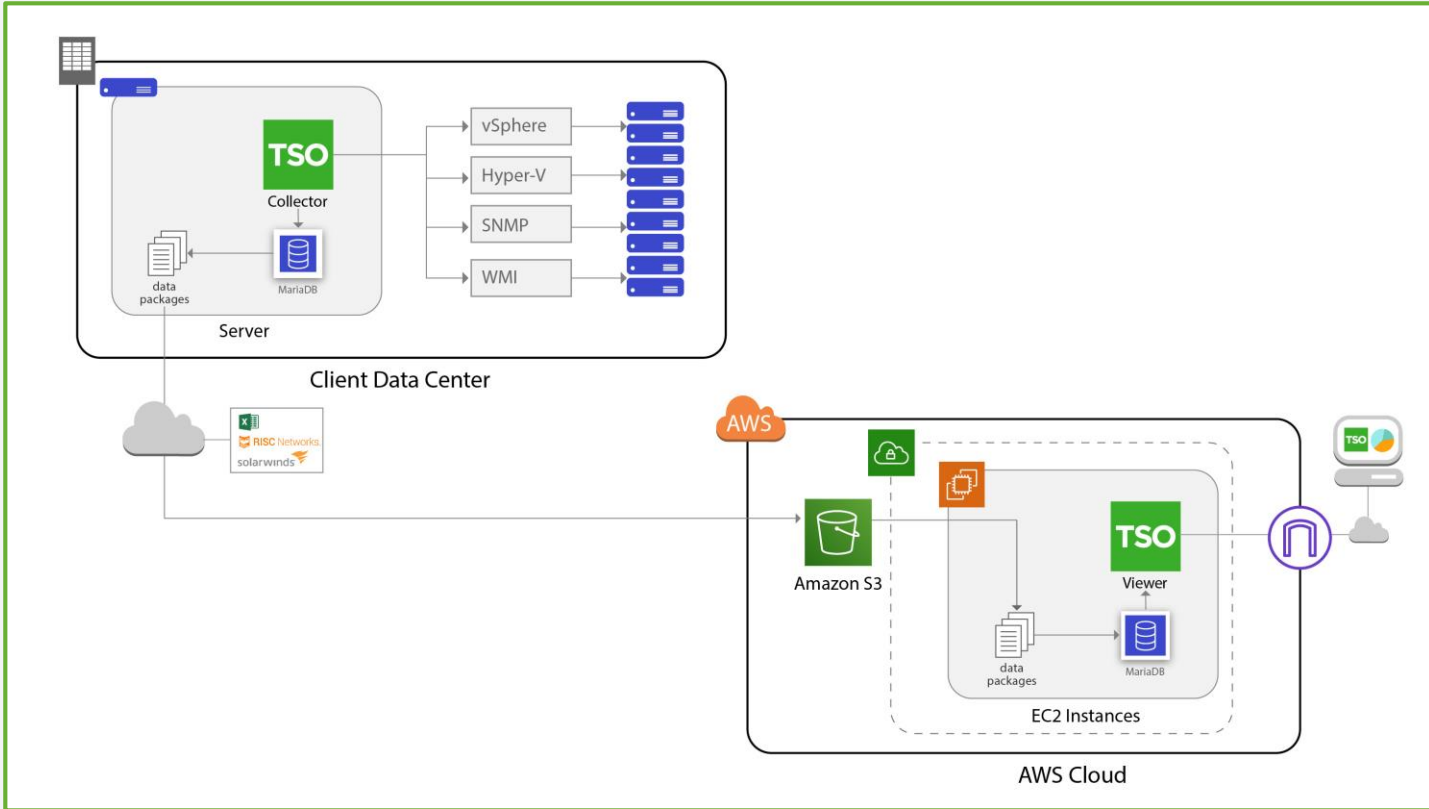 TSO
Collector
MariaDB
data
packages
Server
vSphere
Hyper-V
SNMP
WMI
Client Data Center
RISC Networks
solarwinds
AWS
Amazon S3
data
packages
TSO
Viewer
MariaDB
EC2 Instances
AWS Cloud
TSO